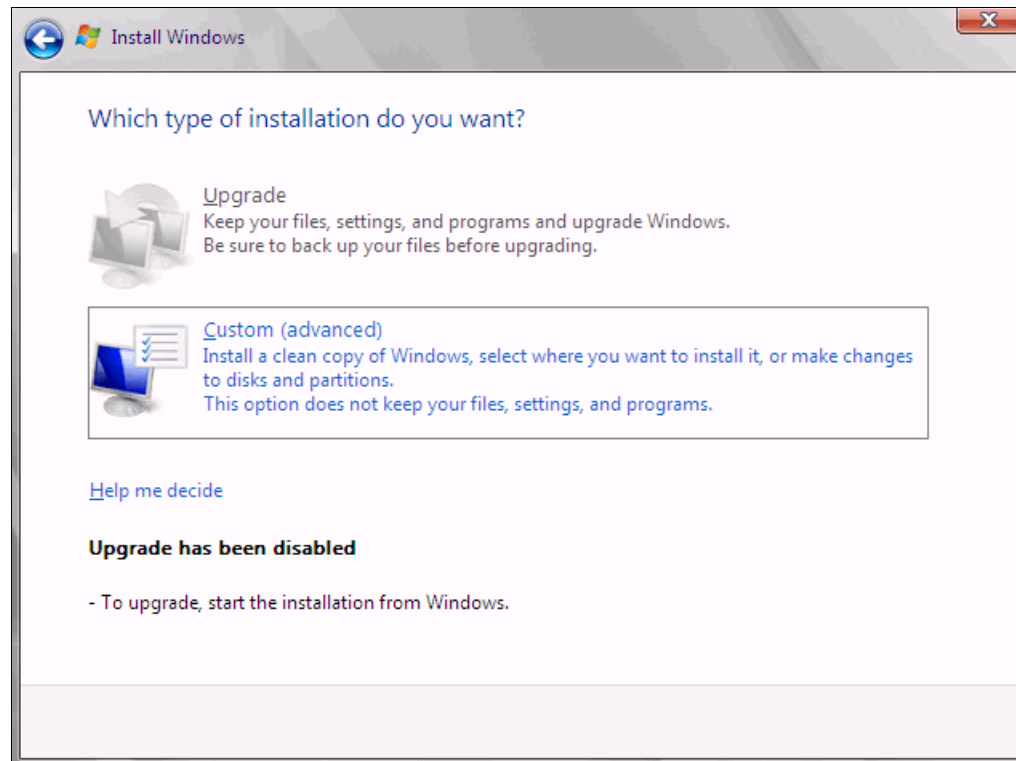 Install Windows
Which type of installation do you want?
Upgrade
Keep your files, settings, and programs and upgrade Windows.
Be sure to back up your files before upgrading.
Custom (advanced)
Install a clean copy of Windows, select where you want to install it, or make changes
to disks and partitions.
This option does not keep your files, settings, and programs.
Help me decide
Upgrade has been disabled
- To upgrade, start the installation from Windows.